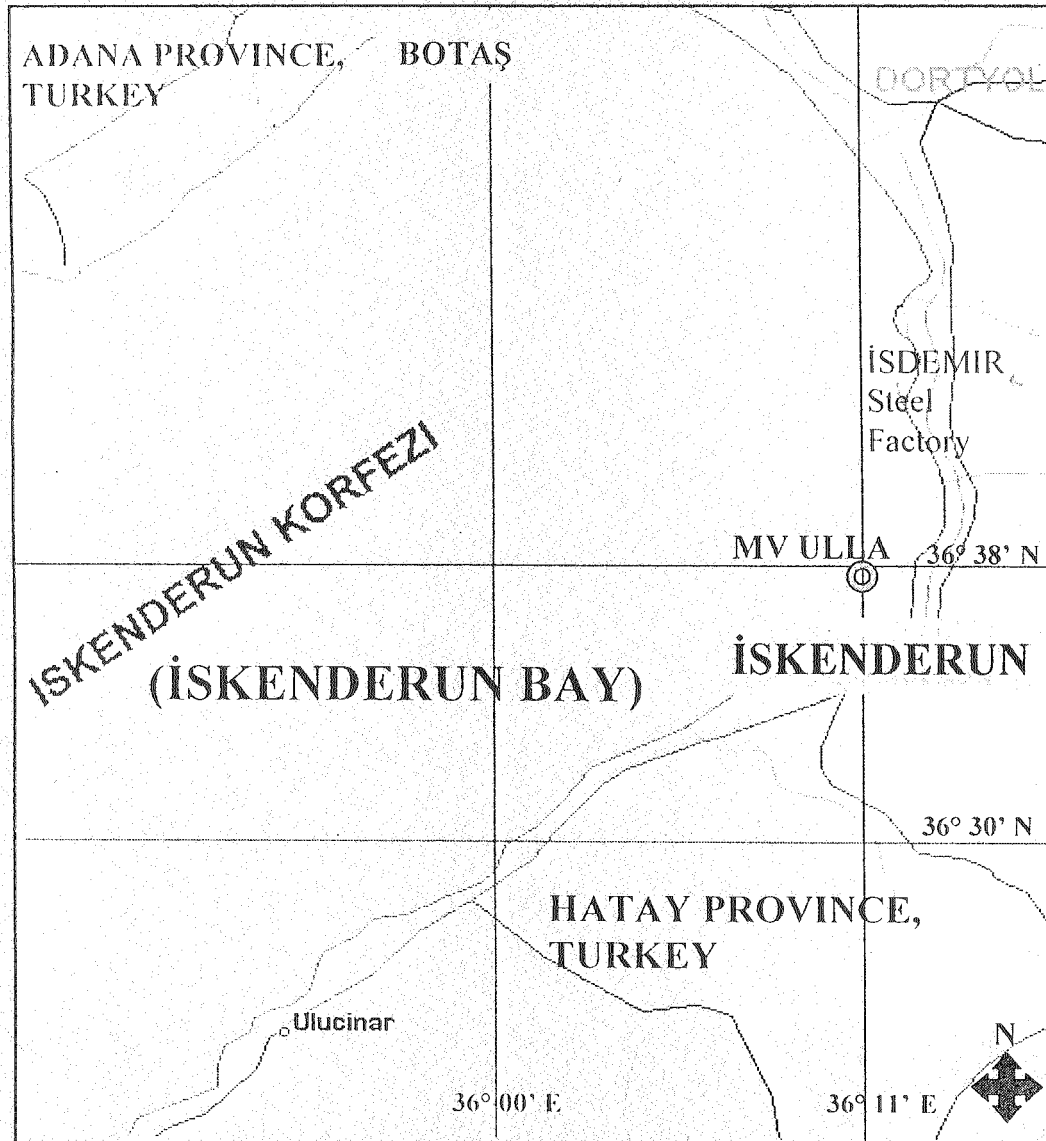 ADANA PROVINCE,
TURKEY
BOTAŞ
DORTYOL
İSDEMIR
Steel
Factory
ISKENDERUN KORFEZI
MV ULLA
36° 38' N
(İSKENDERUN BAY)
İSKENDERUN
36° 30' N
HATAY PROVINCE,
TURKEY
Ulucinar
N
36° 00' E
36° 11' E